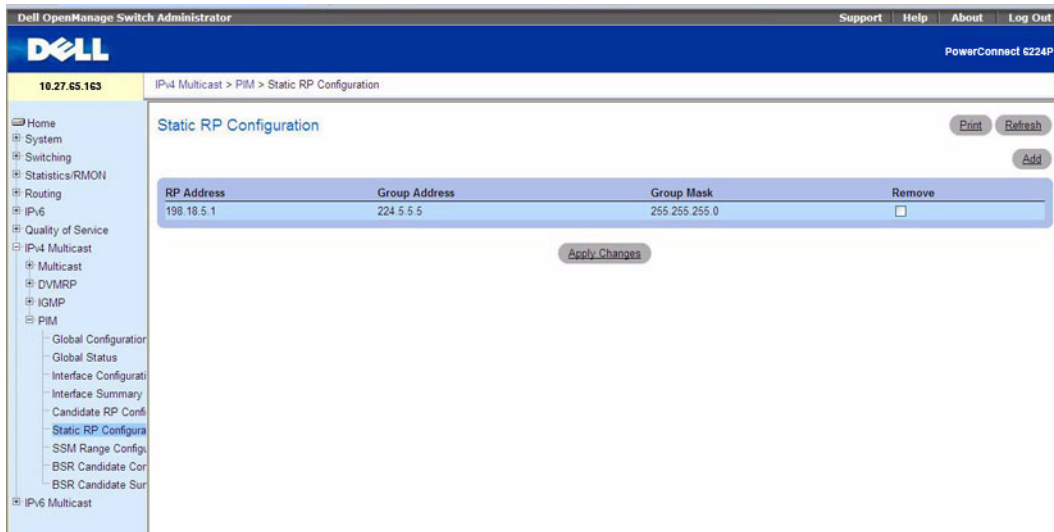 Dell OpenManage Switch Administrator
Support Help About Log Out
DELL
PowerConnect 6224P
10.27.65.163
IPv4 Multicast > PIM > Static RP Configuration
Home
System
Switching
Statistics/RMON
Routing
IPv6
Quality of Service
IPv4 Multicast
Multicast
DVMRP
IGMP
PIM
Global Configuration
Global Status
Interface Configurati
Interface Summary
Candidate RP Confi
Static RP Configura
SSM Range Configu
BSR Candidate Con
BSR Candidate Sum
IPv6 Multicast
Static RP Configuration
Print Refresh
Add
RP Address Group Address Group Mask Remove
198.18.5.1 224.5.5.5 255.255.255.0
Apply Changes